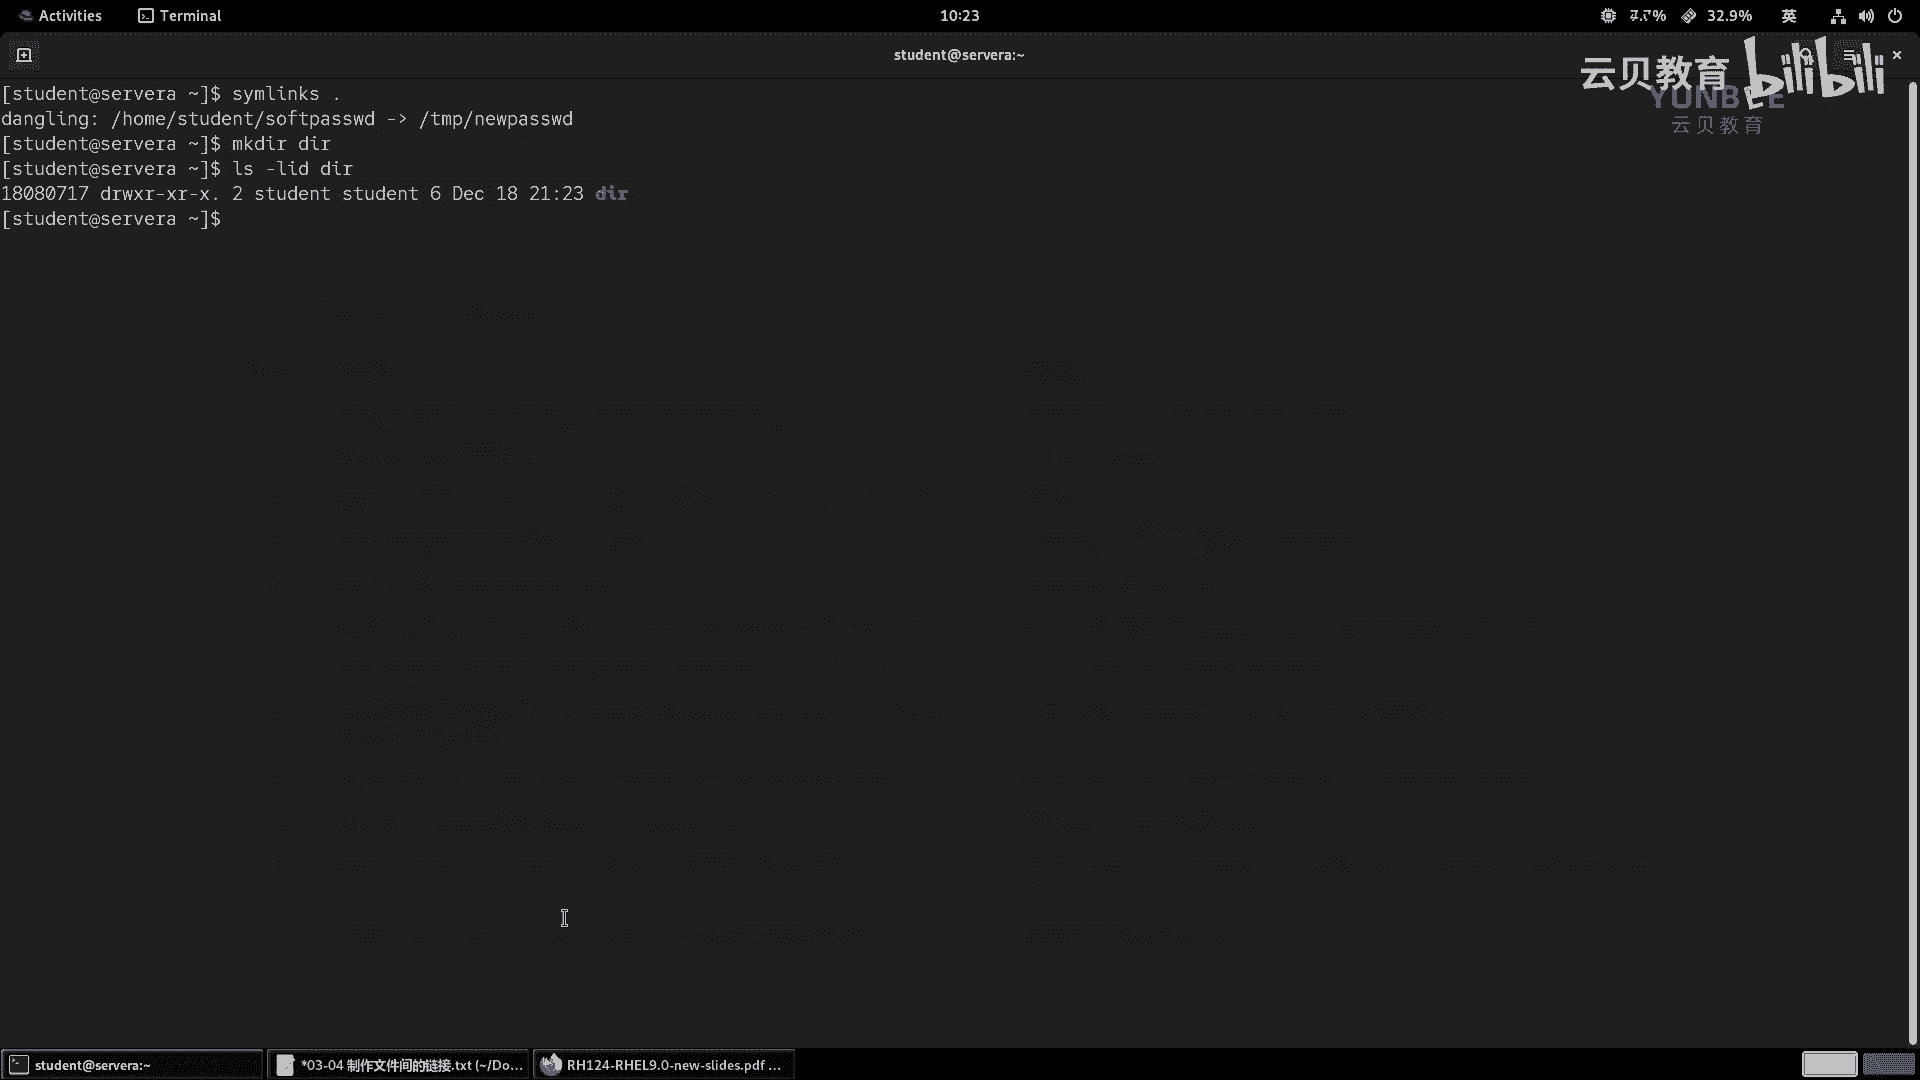 Activities
Terminal
10:23
7.7%
32.9%
英
student@servera:~
云贝教育 bilibili
YUNBEE
云贝教育
[student@servera ~]$ symlinks .
dangling: /home/student/softpasswd -> /tmp/newpasswd
[student@servera ~]$ mkdir dir
[student@servera ~]$ ls -lid dir
18080717 drwxr-xr-x. 2 student student 6 Dec 18 21:23 dir
[student@servera ~]$
student@servera:~
*03-04 制作文件间的链接.txt (~/Do...
RH124-RHEL9.0-new-slides.pdf ...